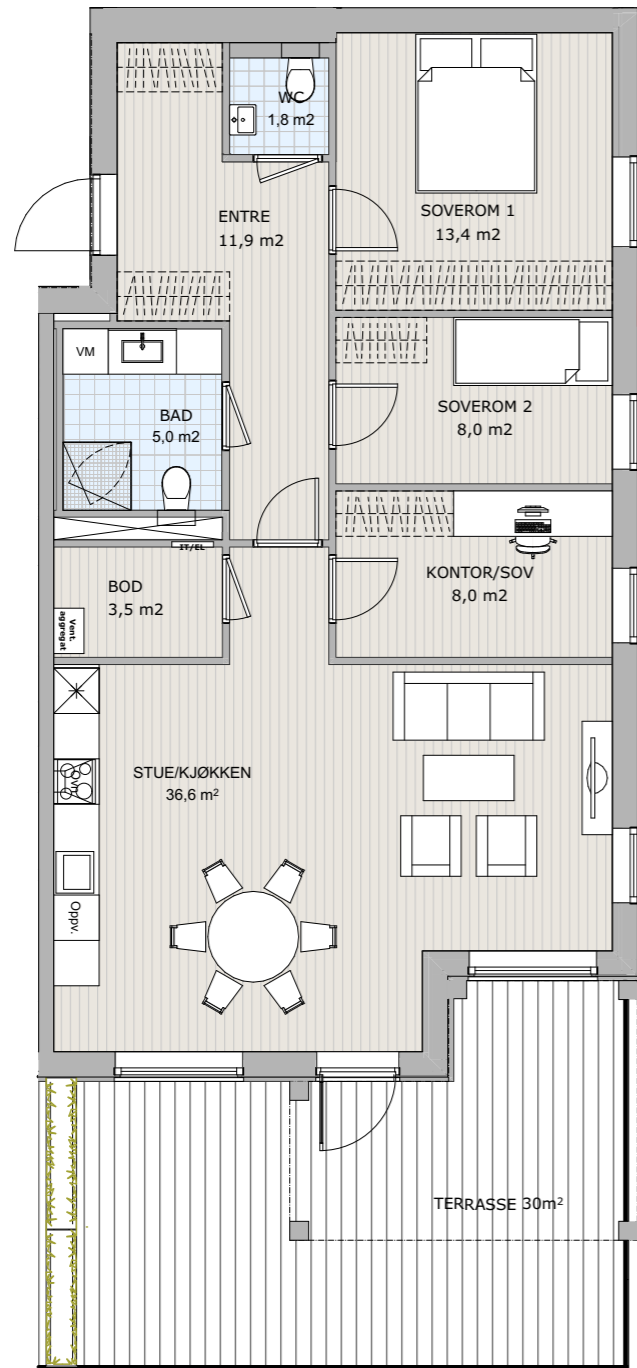 WC
1,8 m2
SOVEROM 1
13,4 m2
ENTRE
11,9 m2
VM
BAD
5,0 m2
SOVEROM 2
8,0 m2
IT/EL
BOD
3,5 m2
Vent.
aggregat
KONTOR/SOV
8,0 m2
STUE/KJØKKEN
36,6 m²
Ovn
Oppv.
TERRASSE 30m²